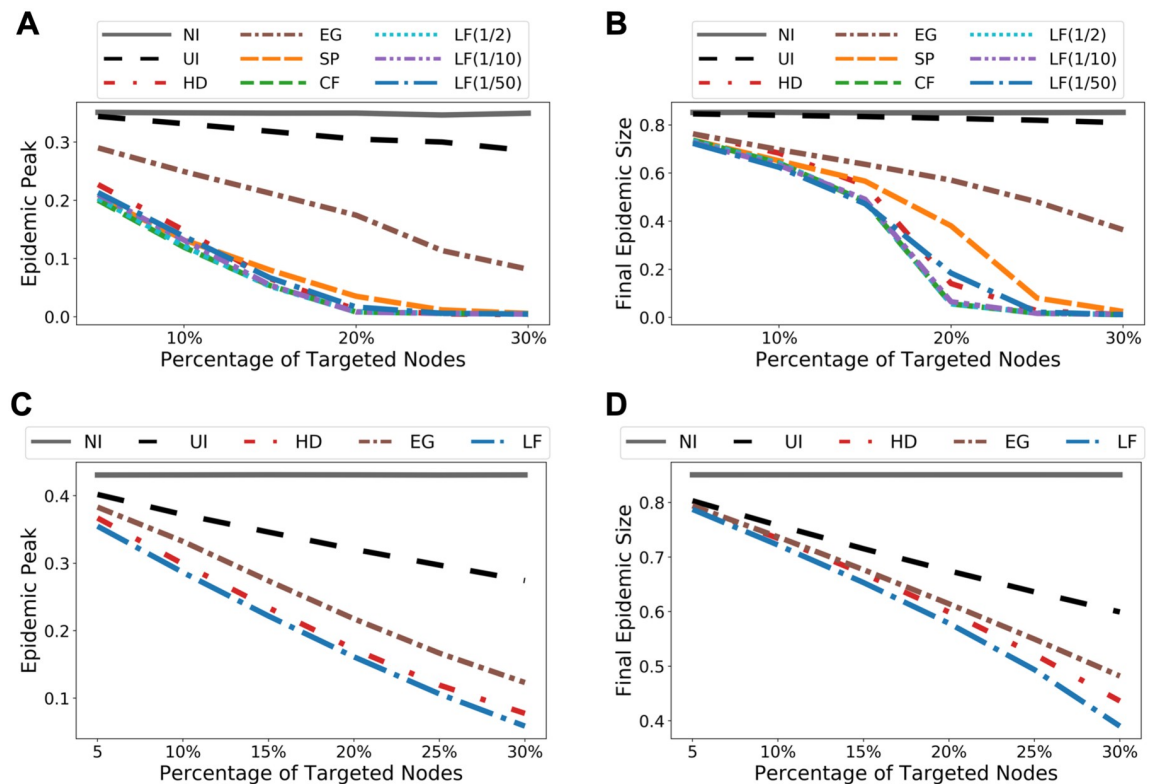 A
NI EG LF(1/2)
UI SP LF(1/10)
HD CF LF(1/50)
Epidemic Peak
0.3
0.2
0.1
0.0
10% 20% 30%
Percentage of Targeted Nodes
B
NI EG LF(1/2)
UI SP LF(1/10)
HD CF LF(1/50)
Final Epidemic Size
0.8
0.6
0.4
0.2
0.0
10% 20% 30%
Percentage of Targeted Nodes
C
NI UI HD EG LF
Epidemic Peak
0.4
0.3
0.2
0.1
5 10% 15% 20% 25% 30%
Percentage of Targeted Nodes
D
NI UI HD EG LF
Final Epidemic Size
0.8
0.7
0.6
0.5
0.4
5 10% 15% 20% 25% 30%
Percentage of Targeted Nodes